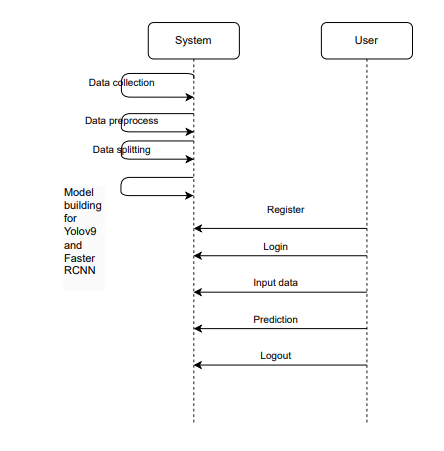 System
User
Data collection
Data preprocess
Data splitting
Model
building
for
Yolov9
and
Faster
RCNN
Register
Login
Input data
Prediction
Logout